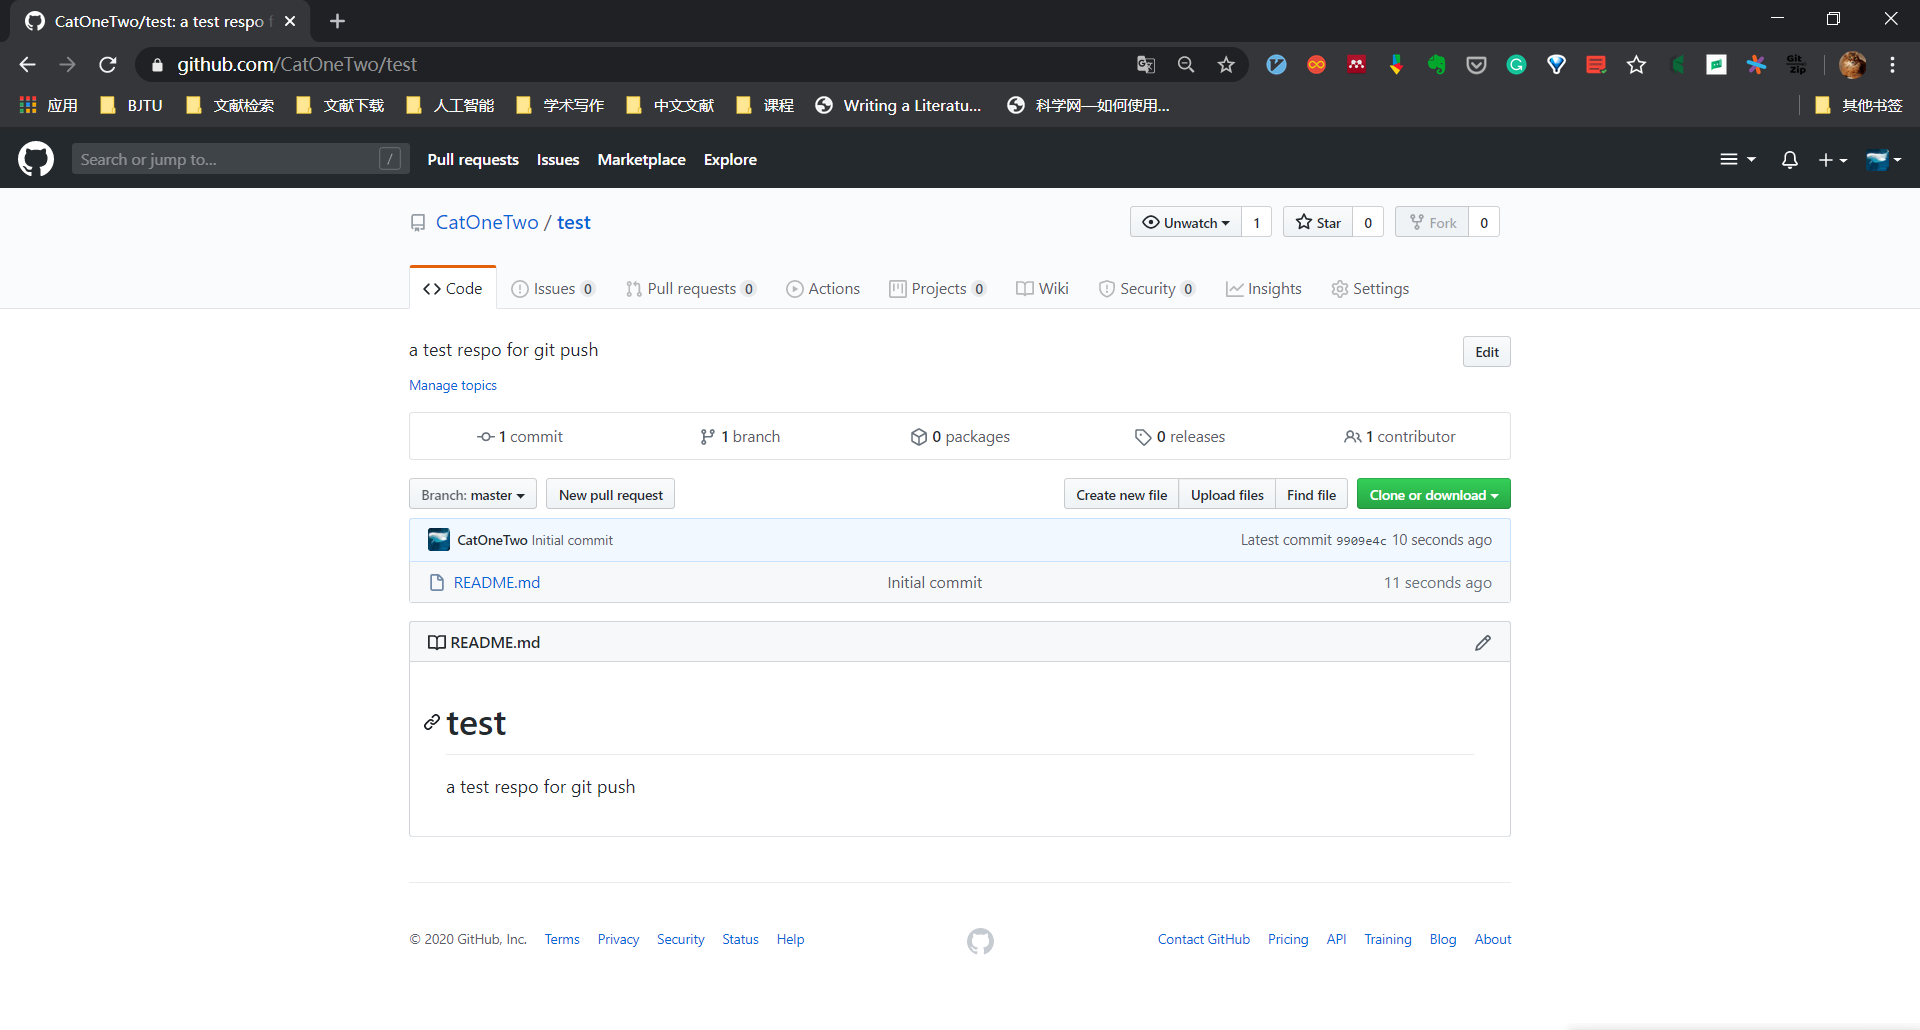 CatOneTwo/test: a test respo f
github.com/CatOneTwo/test
Git Zip
应用 BJTU 文献检索 文献下载 人工智能 学术写作 中文文献 课程 Writing a Literatu... 科学网—如何使用... 其他书签
Search or jump to... / Pull requests Issues Marketplace Explore
CatOneTwo / test Unwatch 1 Star 0 Fork 0
Code Issues 0 Pull requests 0 Actions Projects 0 Wiki Security 0 Insights Settings
a test respo for git push Edit
Manage topics
1 commit 1 branch 0 packages 0 releases 1 contributor
Branch: master New pull request Create new file Upload files Find file Clone or download
CatOneTwo Initial commit Latest commit 9909e4c 10 seconds ago
README.md Initial commit 11 seconds ago
README.md
test
a test respo for git push
© 2020 GitHub, Inc. Terms Privacy Security Status Help Contact GitHub Pricing API Training Blog About